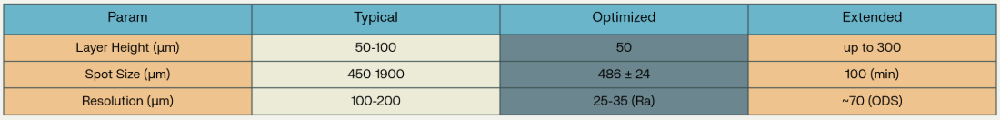 Param Typical Optimized Extended
Layer Height (μm) 50-100 50 up to 300
Spot Size (μm) 450-1900 486 ± 24 100 (min)
Resolution (μm) 100-200 25-35 (Ra) ~70 (ODS)